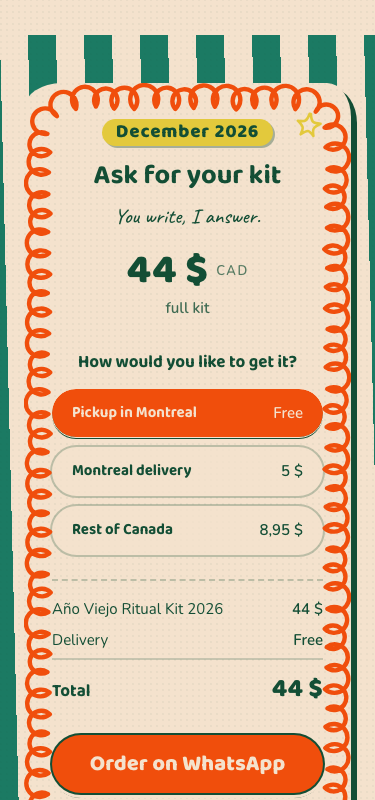 December 2026
Ask for your kit
You write, I answer.
44 $ CAD
full kit
How would you like to get it?
Pickup in Montreal Free
Montreal delivery 5 $
Rest of Canada 8,95 $
Año Viejo Ritual Kit 2026 44 $
Delivery Free
Total 44 $
Order on WhatsApp